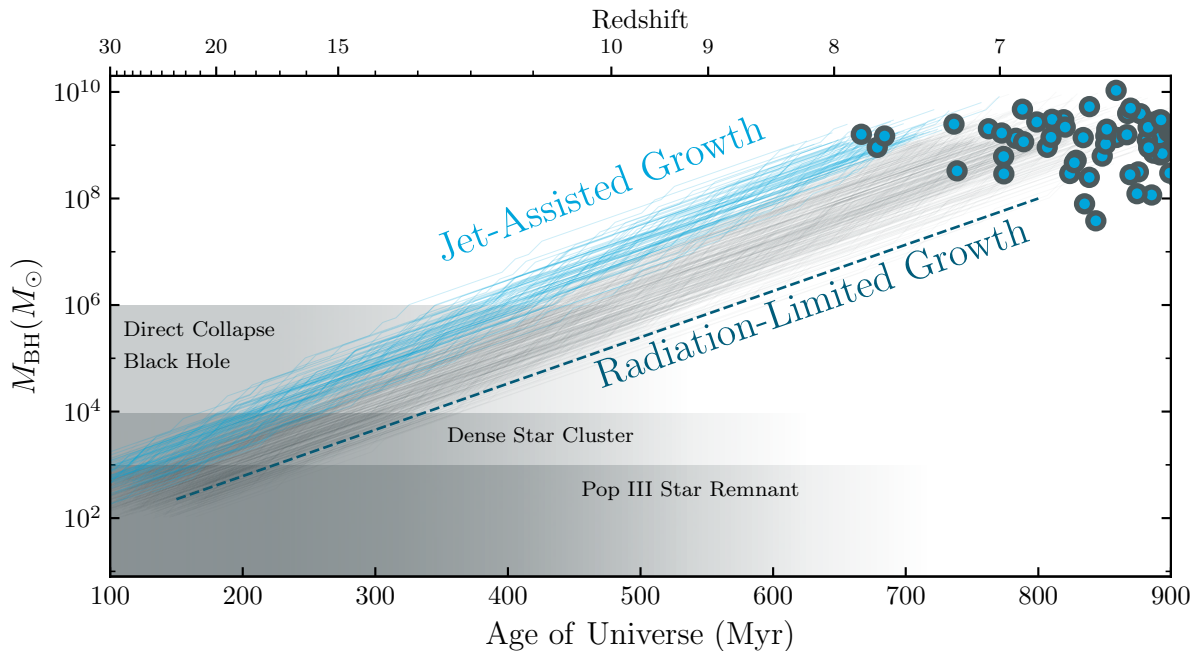 Redshift
30 20 15 10 9 8 7
10^10
10^8
10^6
10^4
10^2
M_BH(M_⊙)
Jet-Assisted Growth
Radiation-Limited Growth
Direct Collapse
Black Hole
Dense Star Cluster
Pop III Star Remnant
100 200 300 400 500 600 700 800 900
Age of Universe (Myr)